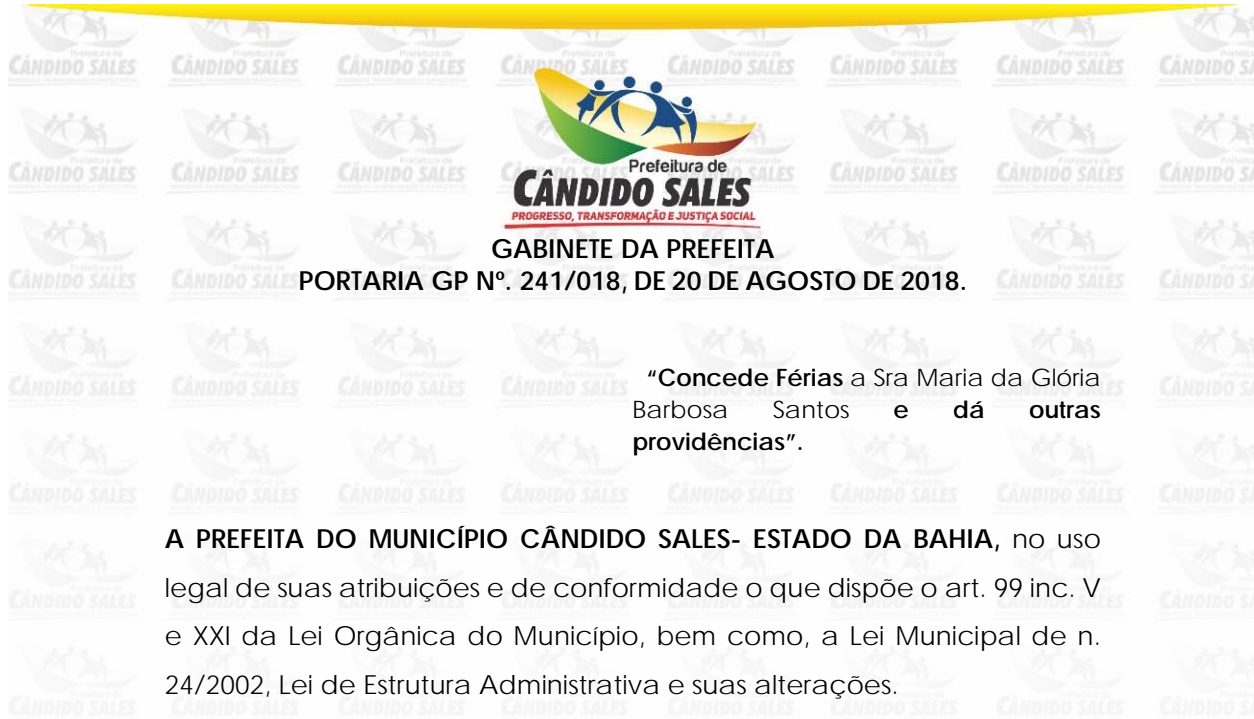 Prefeitura de
CÂNDIDO SALES
PROGRESSO, TRANSFORMAÇÃO E JUSTIÇA SOCIAL
GABINETE DA PREFEITA
PORTARIA GP Nº. 241/018, DE 20 DE AGOSTO DE 2018.
“Concede Férias a Sra Maria da Glória
Barbosa Santos e dá outras
providências”.
A PREFEITA DO MUNICÍPIO CÂNDIDO SALES- ESTADO DA BAHIA, no uso
legal de suas atribuições e de conformidade o que dispõe o art. 99 inc. V
e XXI da Lei Orgânica do Município, bem como, a Lei Municipal de n.
24/2002, Lei de Estrutura Administrativa e suas alterações.